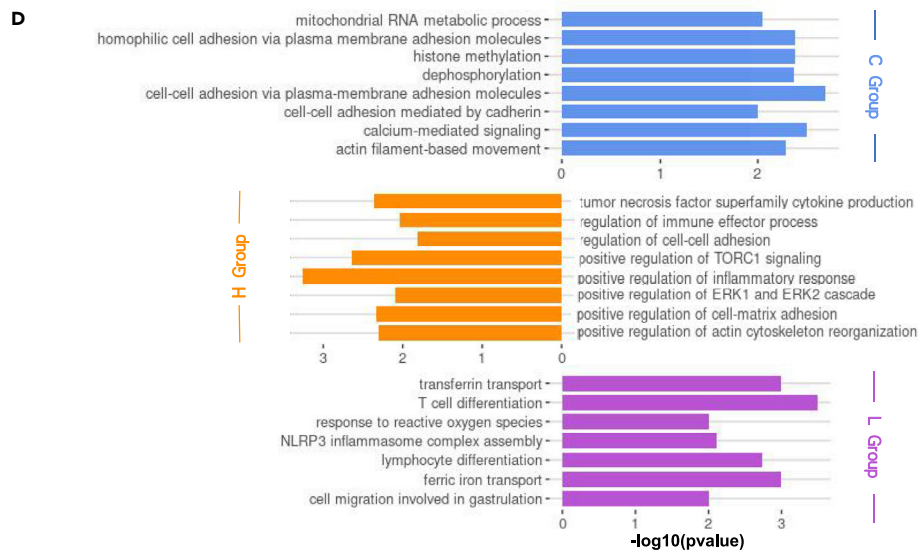 D
mitochondrial RNA metabolic process
homophilic cell adhesion via plasma membrane adhesion molecules
histone methylation
dephosphorylation
cell-cell adhesion via plasma-membrane adhesion molecules
cell-cell adhesion mediated by cadherin
calcium-mediated signaling
actin filament-based movement
0 1 2
C Group
tumor necrosis factor superfamily cytokine production
regulation of immune effector process
regulation of cell-cell adhesion
positive regulation of TORC1 signaling
positive regulation of inflammatory response
positive regulation of ERK1 and ERK2 cascade
positive regulation of cell-matrix adhesion
positive regulation of actin cytoskeleton reorganization
3 2 1 0
H Group
transferrin transport
T cell differentiation
response to reactive oxygen species
NLRP3 inflammasome complex assembly
lymphocyte differentiation
ferric iron transport
cell migration involved in gastrulation
0 1 2 3
L Group
-log10(pvalue)